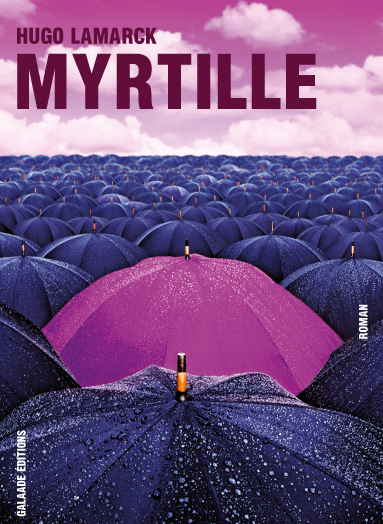 HUGO LAMARCK
MYRTILLE
ROMAN
GALAADE ÉDITIONS